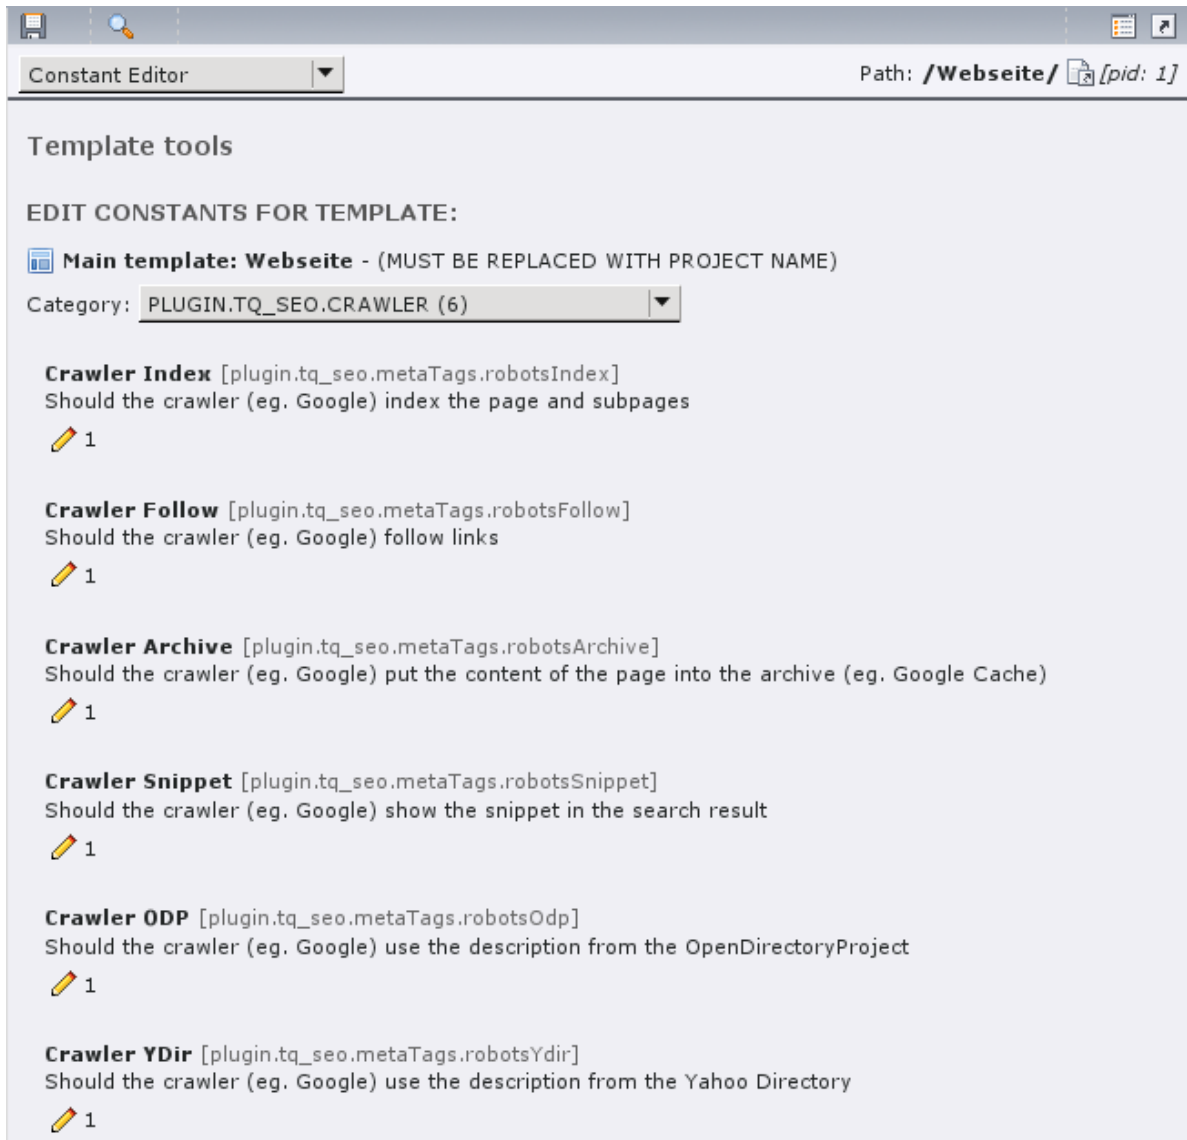 Constant Editor
Path: /Webseite/ [pid: 1]
Template tools
EDIT CONSTANTS FOR TEMPLATE:
Main template: Webseite - (MUST BE REPLACED WITH PROJECT NAME)
Category: PLUGIN.TQ_SEO.CRAWLER (6)
Crawler Index [plugin.tq_seo.metaTags.robotsIndex]
Should the crawler (eg. Google) index the page and subpages
1
Crawler Follow [plugin.tq_seo.metaTags.robotsFollow]
Should the crawler (eg. Google) follow links
1
Crawler Archive [plugin.tq_seo.metaTags.robotsArchive]
Should the crawler (eg. Google) put the content of the page into the archive (eg. Google Cache)
1
Crawler Snippet [plugin.tq_seo.metaTags.robotsSnippet]
Should the crawler (eg. Google) show the snippet in the search result
1
Crawler ODP [plugin.tq_seo.metaTags.robotsOdp]
Should the crawler (eg. Google) use the description from the OpenDirectoryProject
1
Crawler YDir [plugin.tq_seo.metaTags.robotsYdir]
Should the crawler (eg. Google) use the description from the Yahoo Directory
1